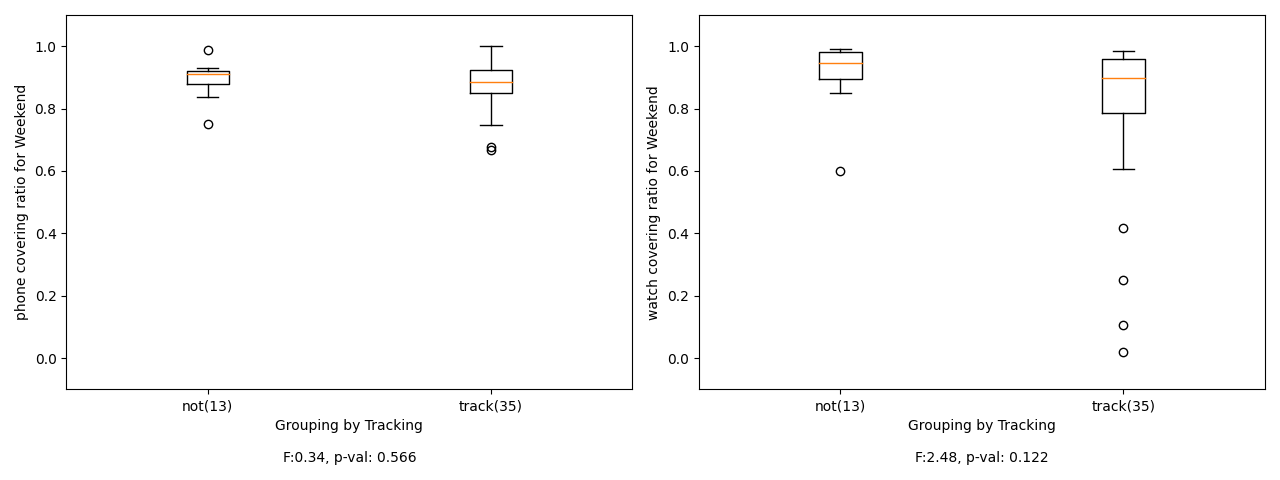 phone covering ratio for Weekend
1.0
0.8
0.6
0.4
0.2
0.0
not(13)
track(35)
Grouping by Tracking
F:0.34, p-val: 0.566
watch covering ratio for Weekend
1.0
0.8
0.6
0.4
0.2
0.0
not(13)
track(35)
Grouping by Tracking
F:2.48, p-val: 0.122